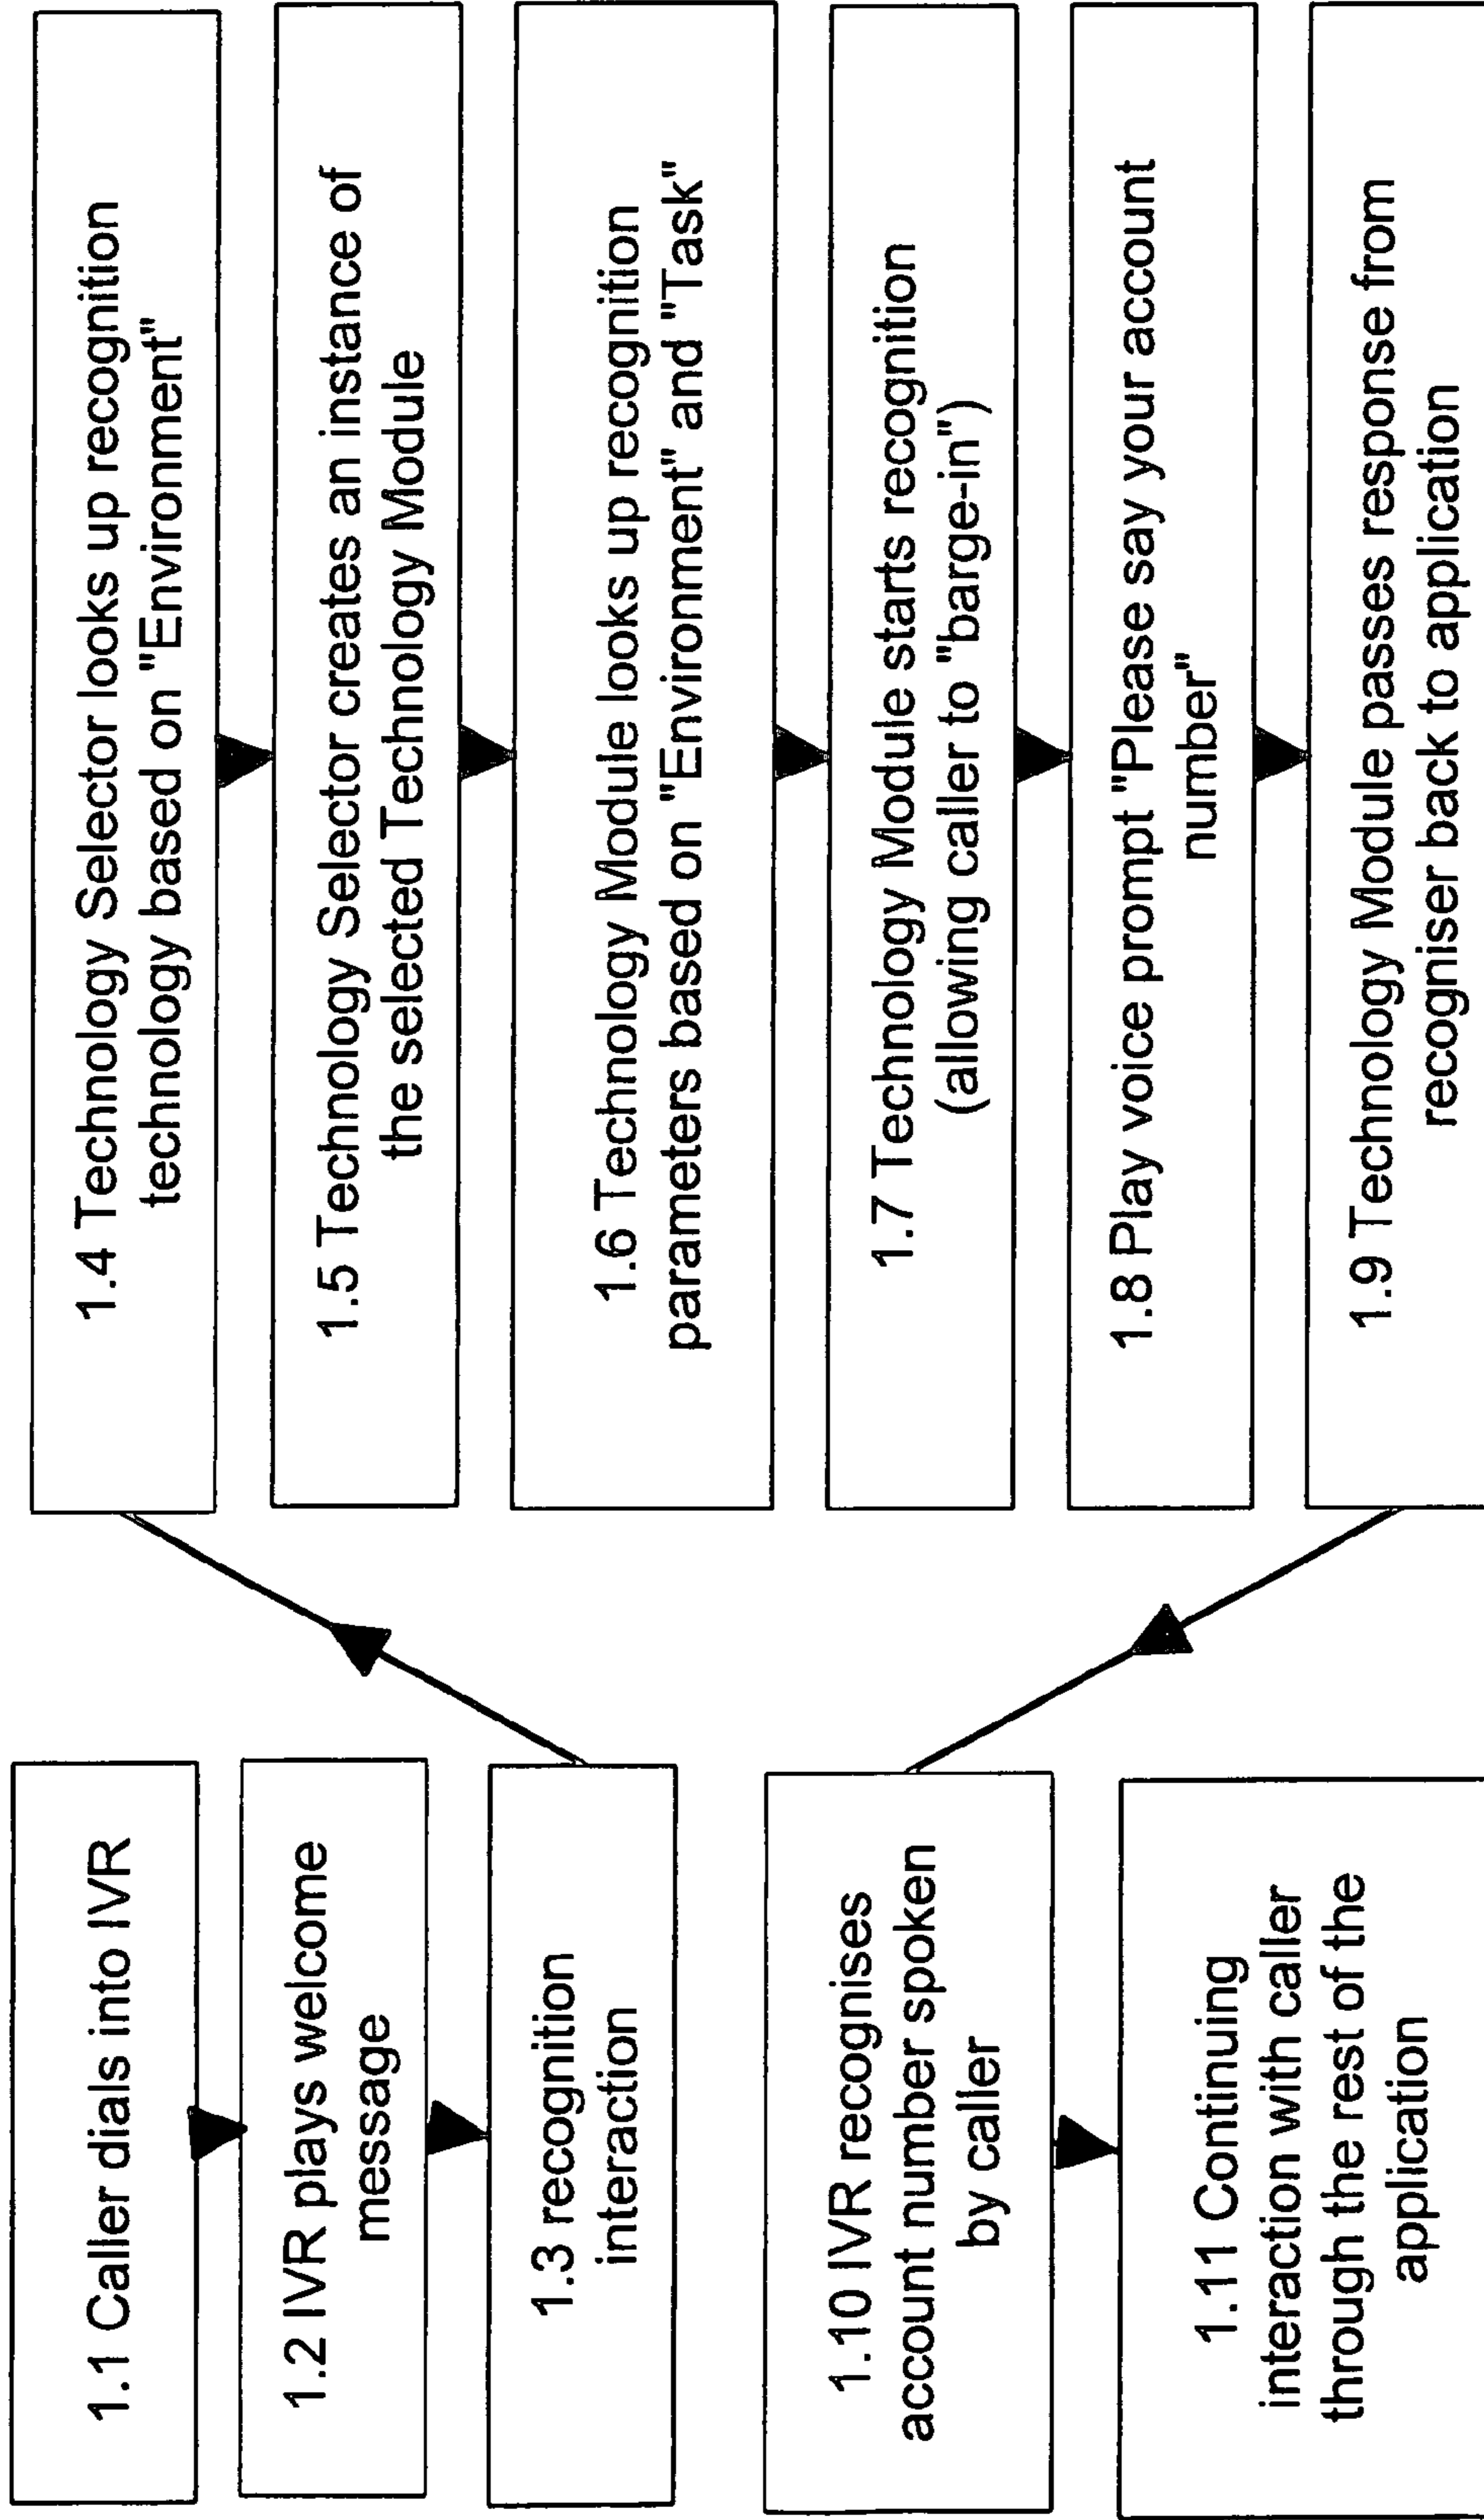 1.1 Caller dials into IVR
1.2 IVR plays welcome
message
1.3 recognition
interaction
1.4 Technology Selector looks up recognition
technology based on "Environment"
1.5 Technology Selector creates an instance of
the selected Technology Module
1.6 Technology Module looks up recognition
parameters based on "Environment" and "Task"
1.7 Technology Module starts recognition
(allowing caller to "barge-in")
1.8 Play voice prompt "Please say your account
number"
1.9 Technology Module passes response from
recogniser back to application
1.10 IVR recognises
account number spoken
by caller
1.11 Continuing
interaction with caller
through the rest of the
application